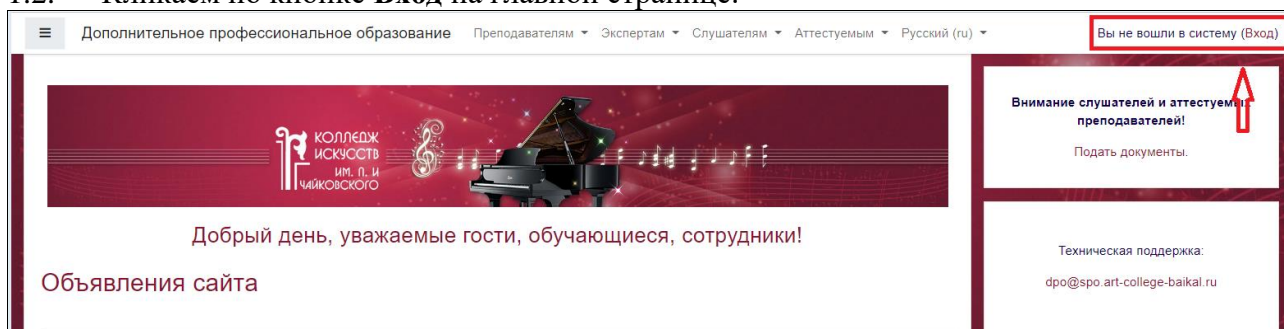 1.2. Кликаем по кнопке Вход на главной странице.
Дополнительное профессиональное образование Преподавателям Экспертам Слушателям Аттестуемым Русский (ru) Вы не вошли в систему (Вход)
КОЛЛЕДЖ
ИСКУССТВ
ИМ. П. И
ЧАЙКОВСКОГО
Добрый день, уважаемые гости, обучающиеся, сотрудники!
Объявления сайта
Внимание слушателей и аттестуемых
преподавателей!
Подать документы.
Техническая поддержка:
dpo@spo.art-college-baikal.ru